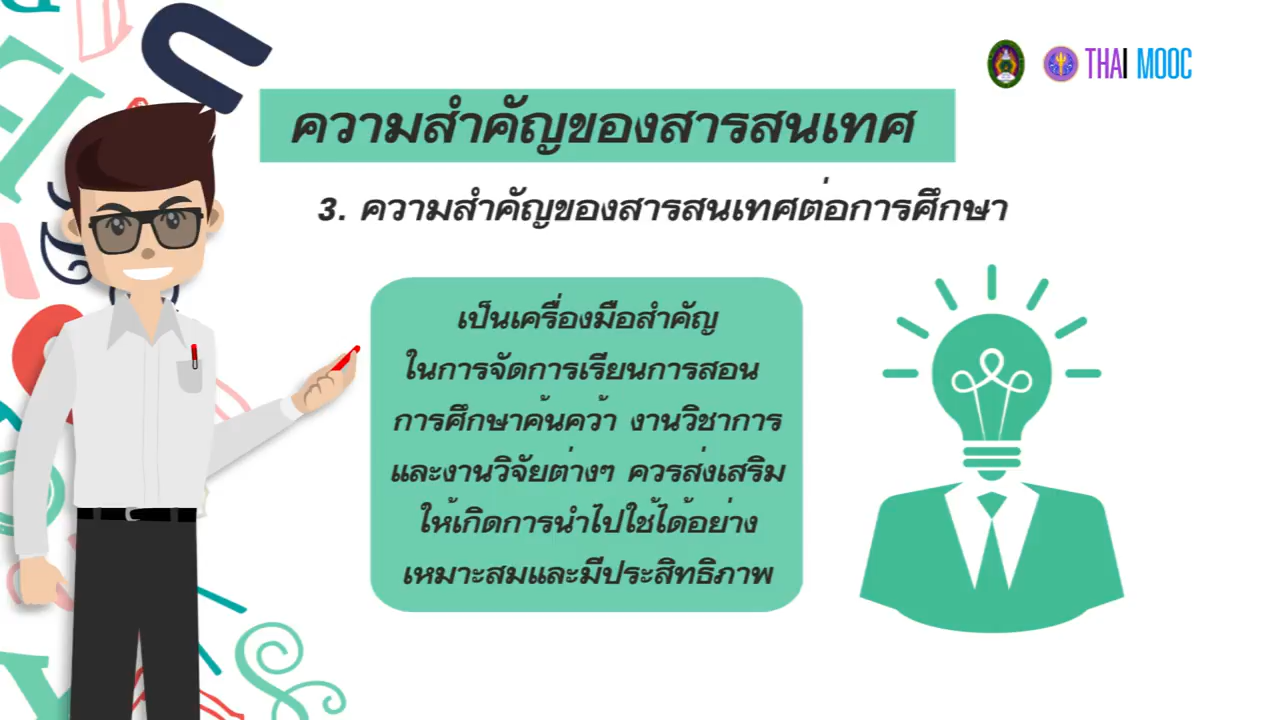 THAI MOOC
ความสำคัญของสารสนเทศ
3. ความสำคัญของสารสนเทศต่อการศึกษา
เป็นเครื่องมือสำคัญ
ในการจัดการเรียนการสอน
การศึกษาค้นคว้า งานวิชาการ
และงานวิจัยต่างๆ ควรส่งเสริม
ให้เกิดการนำไปใช้ได้อย่าง
เหมาะสมและมีประสิทธิภาพ